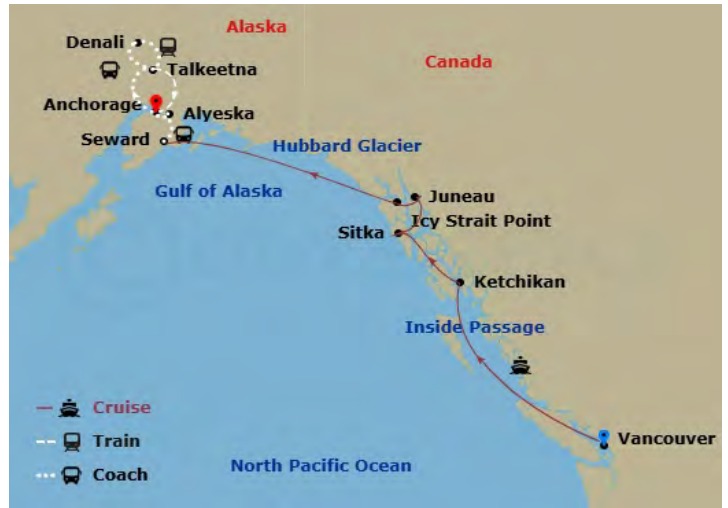 Alaska
Denali
Talkeetna
Canada
Anchorage
Alyeska
Seward
Hubbard Glacier
Gulf of Alaska
Juneau
Icy Strait Point
Sitka
Ketchikan
Inside Passage
Vancouver
Cruise
Train
Coach
North Pacific Ocean